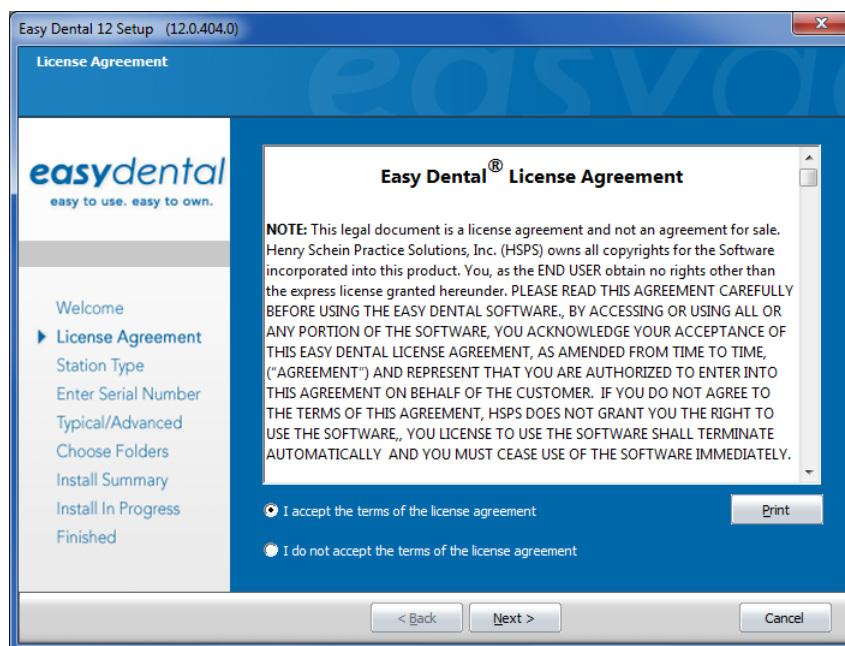 Easy Dental 12 Setup (12.0.404.0)
License Agreement
easyd
easydental
easy to use. easy to own.
Welcome
License Agreement
Station Type
Enter Serial Number
Typical/Advanced
Choose Folders
Install Summary
Install In Progress
Finished
Easy Dental® License Agreement
NOTE: This legal document is a license agreement and not an agreement for sale.
Henry Schein Practice Solutions, Inc. (HSPS) owns all copyrights for the Software
incorporated into this product. You, as the END USER obtain no rights other than
the express license granted hereunder. PLEASE READ THIS AGREEMENT CAREFULLY
BEFORE USING THE EASY DENTAL SOFTWARE., BY ACCESSING OR USING ALL OR
ANY PORTION OF THE SOFTWARE, YOU ACKNOWLEDGE YOUR ACCEPTANCE OF
THIS EASY DENTAL LICENSE AGREEMENT, AS AMENDED FROM TIME TO TIME,
(“AGREEMENT”) AND REPRESENT THAT YOU ARE AUTHORIZED TO ENTER INTO
THIS AGREEMENT ON BEHALF OF THE CUSTOMER. IF YOU DO NOT AGREE TO
THE TERMS OF THIS AGREEMENT, HSPS DOES NOT GRANT YOU THE RIGHT TO
USE THE SOFTWARE,, YOU LICENSE TO USE THE SOFTWARE SHALL TERMINATE
AUTOMATICALLY AND YOU MUST CEASE USE OF THE SOFTWARE IMMEDIATELY.
I accept the terms of the license agreement
Print
I do not accept the terms of the license agreement
< Back
Next >
Cancel